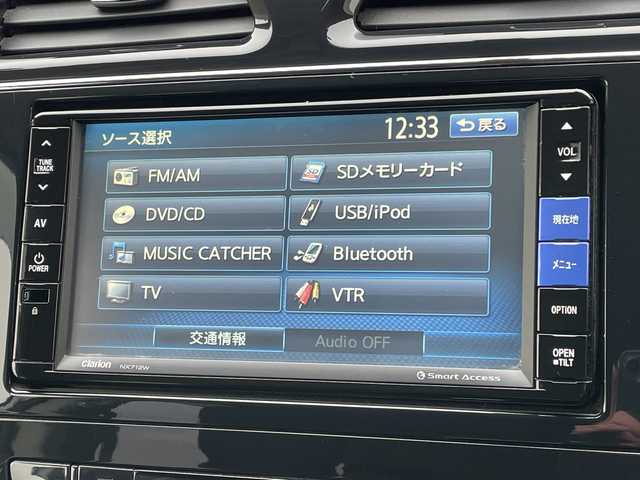 ソース選択
12:33
戻る
FM/AM
SDメモリーカード
DVD/CD
USB/iPod
MUSIC CATCHER
Bluetooth
TV
VTR
交通情報
Audio OFF
TUNE
TRACK
AV
POWER
VOL
現在地
メニュー
OPTION
OPEN
TILT
clarion
NX712W
Smart Access